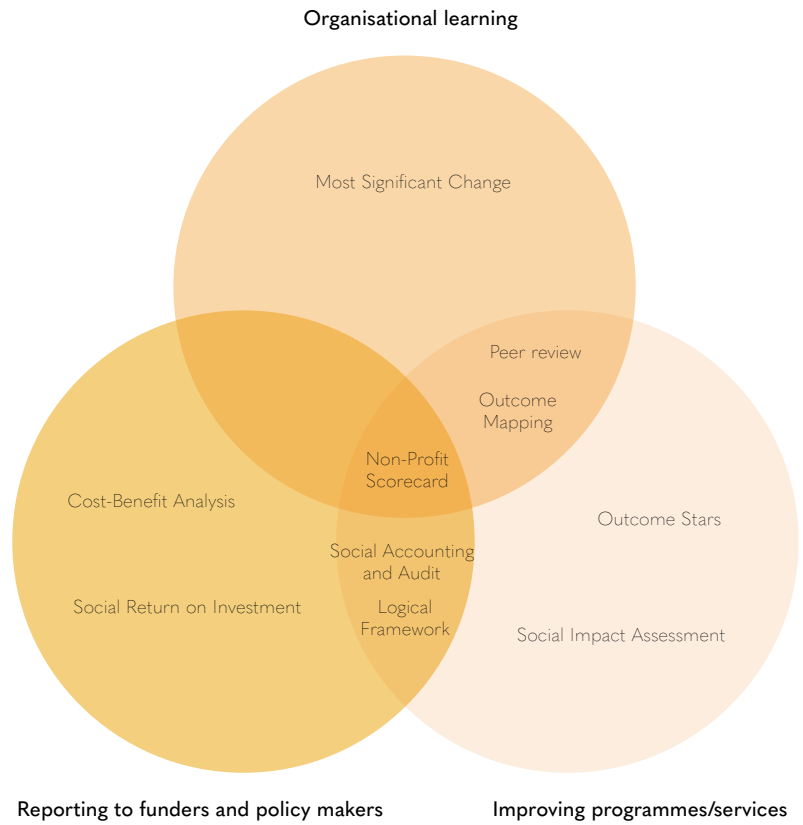 Organisational learning
Most Significant Change
Peer review
Outcome
Mapping
Non-Profit
Scorecard
Cost-Benefit Analysis
Outcome Stars
Social Accounting
and Audit
Social Return on Investment
Logical
Framework
Social Impact Assessment
Reporting to funders and policy makers
Improving programmes/services